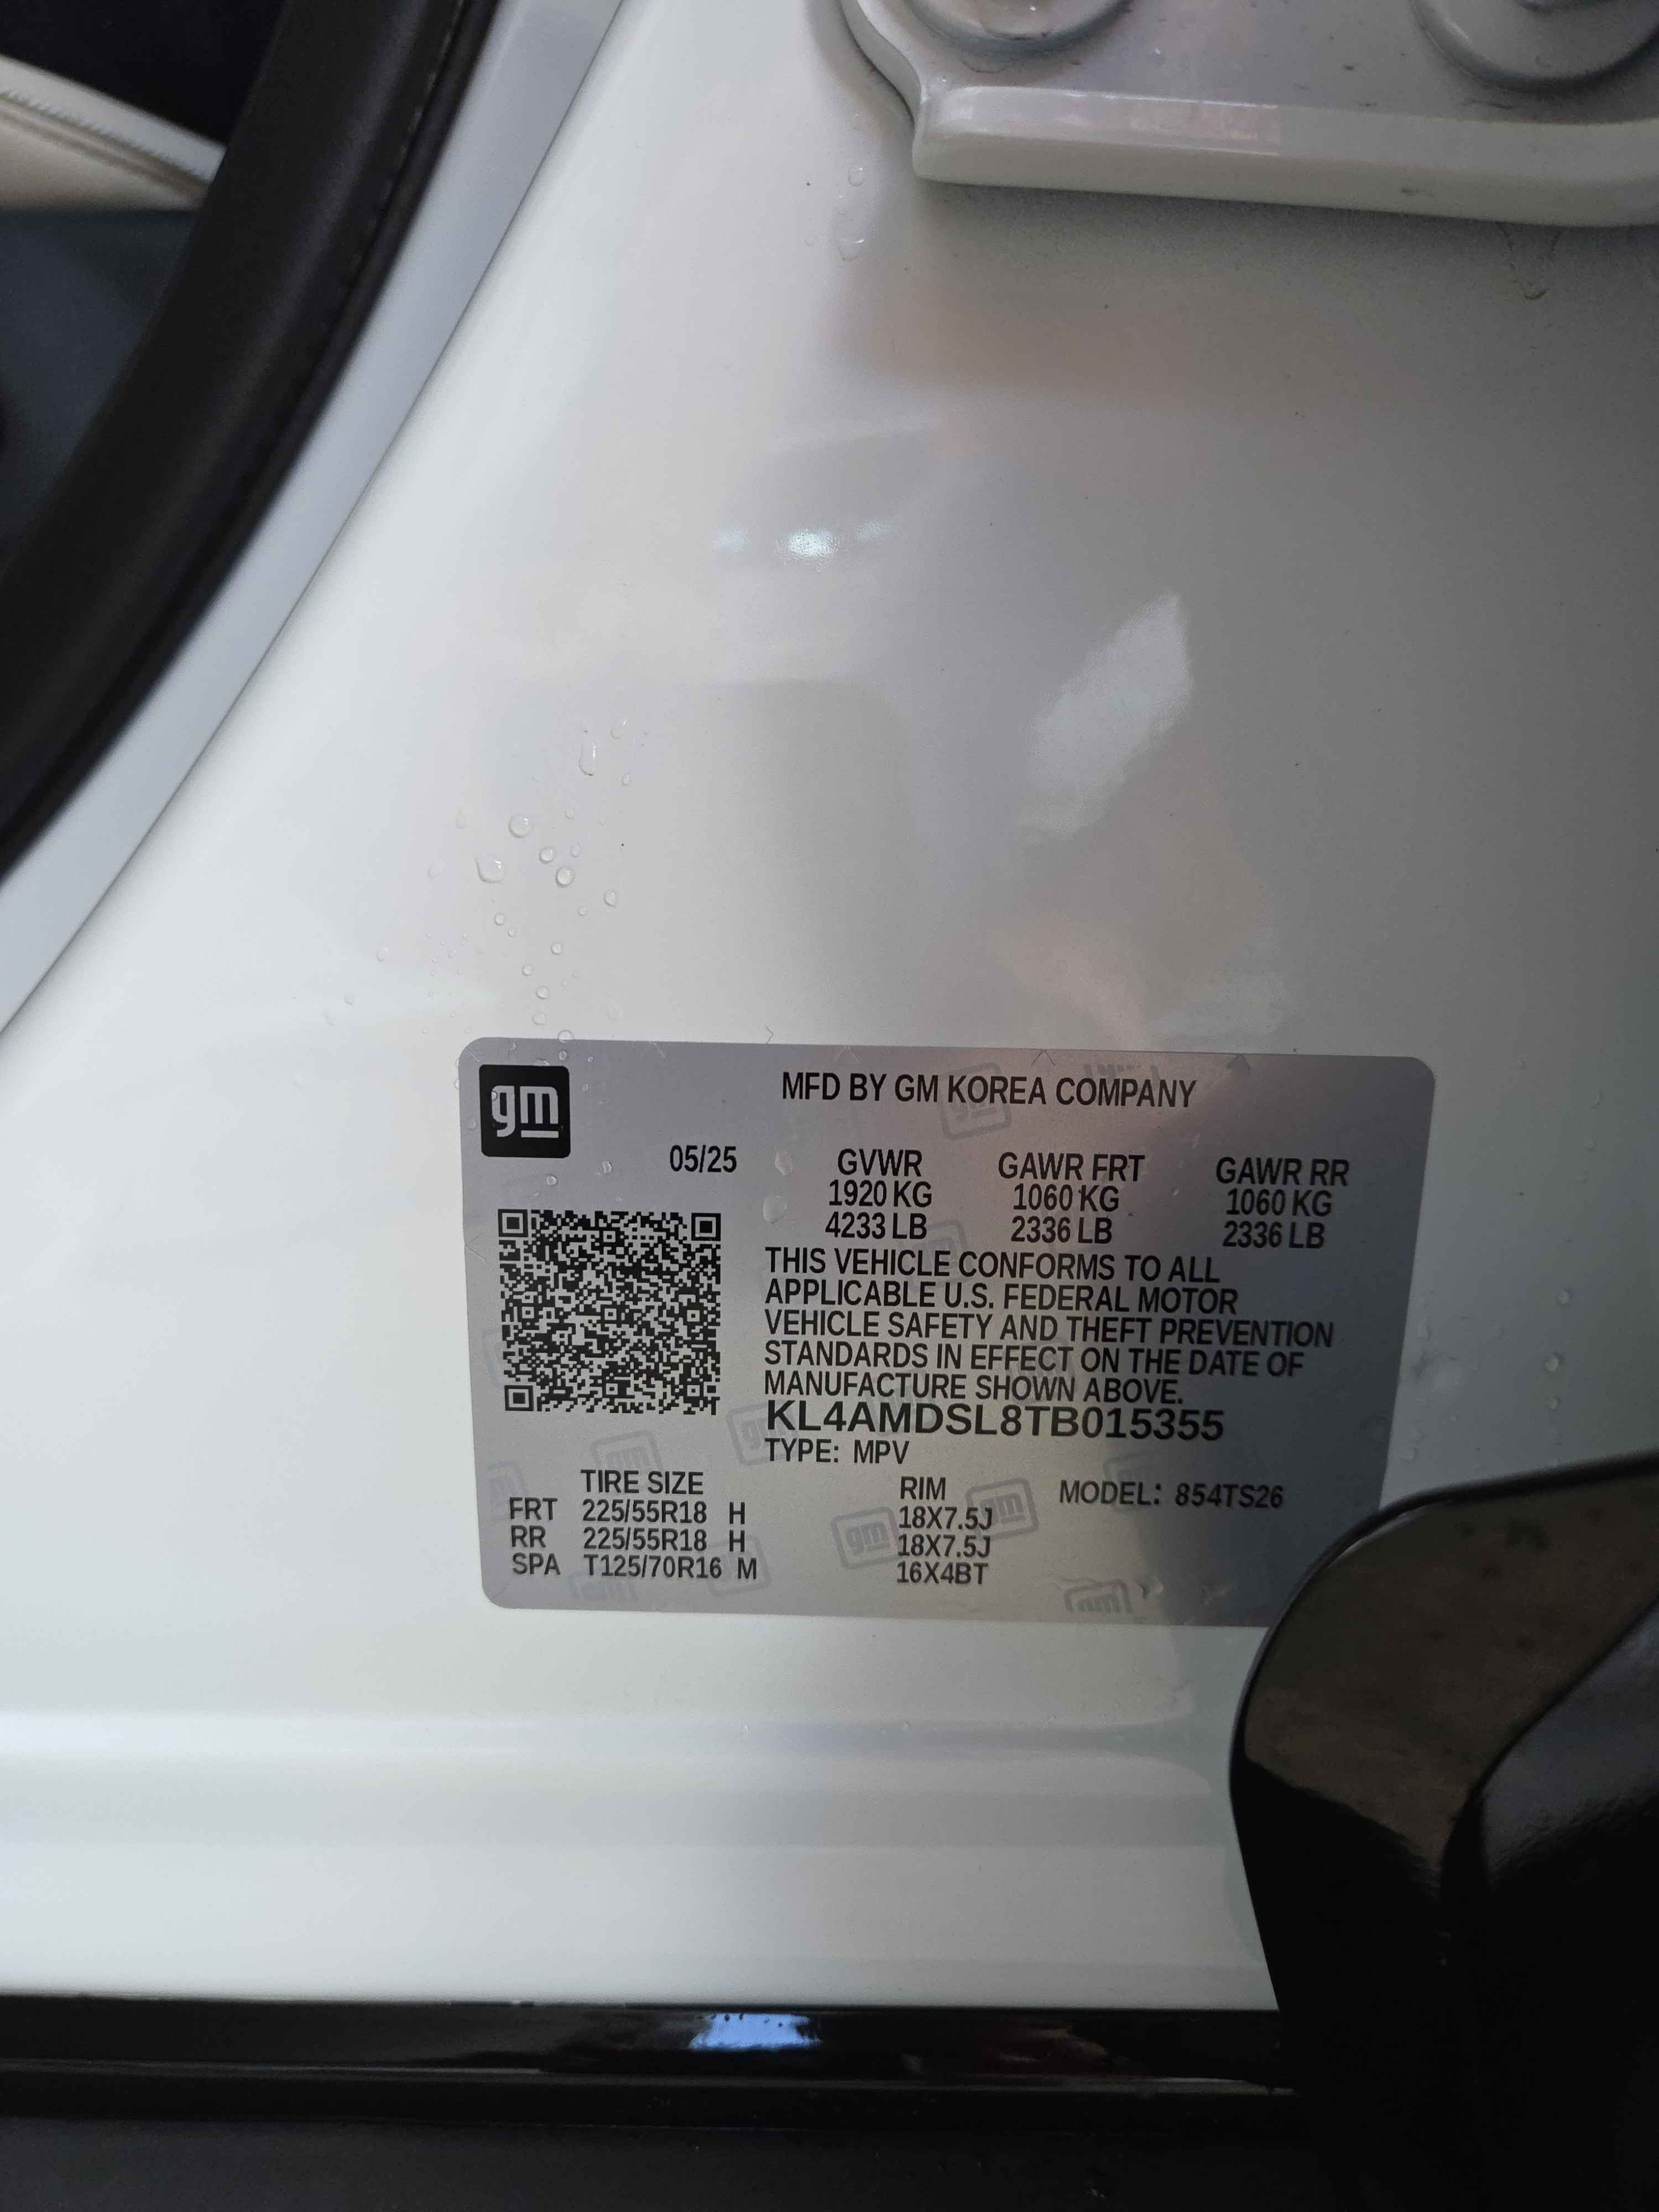 gm
MFD BY GM KOREA COMPANY
05/25 GVWR GAWR FRT GAWR RR
1920 KG 1060 KG 1060 KG
4233 LB 2336 LB 2336 LB
THIS VEHICLE CONFORMS TO ALL
APPLICABLE U.S. FEDERAL MOTOR
VEHICLE SAFETY AND THEFT PREVENTION
STANDARDS IN EFFECT ON THE DATE OF
MANUFACTURE SHOWN ABOVE.
KL4AMDSL8TB015355
TYPE: MPV
TIRE SIZE RIM MODEL: 854TS26
FRT 225/55R18 H 18X7.5J
RR 225/55R18 H 18X7.5J
SPA T125/70R16 M 16X4BT